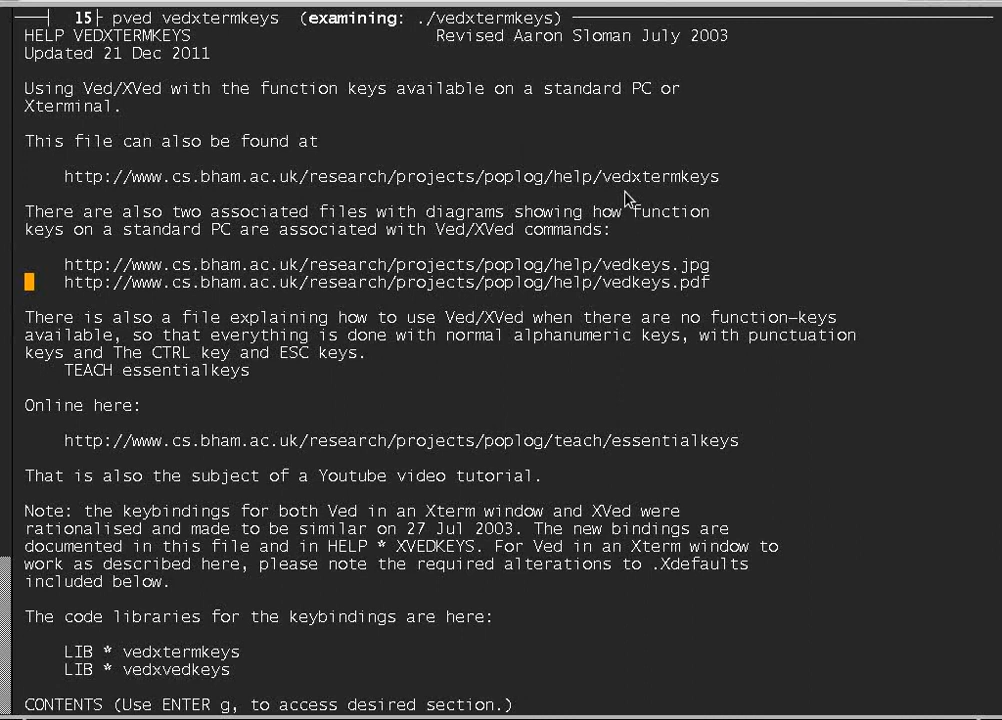 15 pved vedxtermkeys (examining: ./vedxtermkeys)
HELP VEDXTERMKEYS Revised Aaron Sloman July 2003
Updated 21 Dec 2011
Using Ved/XVed with the function keys available on a standard PC or
Xterminal.
This file can also be found at
http://www.cs.bham.ac.uk/research/projects/poplog/help/vedxtermkeys
There are also two associated files with diagrams showing how function
keys on a standard PC are associated with Ved/XVed commands:
http://www.cs.bham.ac.uk/research/projects/poplog/help/vedkeys.jpg
http://www.cs.bham.ac.uk/research/projects/poplog/help/vedkeys.pdf
There is also a file explaining how to use Ved/XVed when there are no function-keys
available, so that everything is done with normal alphanumeric keys, with punctuation
keys and The CTRL key and ESC keys.
TEACH essentialkeys
Online here:
http://www.cs.bham.ac.uk/research/projects/poplog/teach/essentialkeys
That is also the subject of a Youtube video tutorial.
Note: the keybindings for both Ved in an Xterm window and XVed were
rationalised and made to be similar on 27 Jul 2003. The new bindings are
documented in this file and in HELP * XVEDKEYS. For Ved in an Xterm window to
work as described here, please note the required alterations to .Xdefaults
included below.
The code libraries for the keybindings are here:
LIB * vedxtermkeys
LIB * vedxvedkeys
CONTENTS (Use ENTER g, to access desired section.)